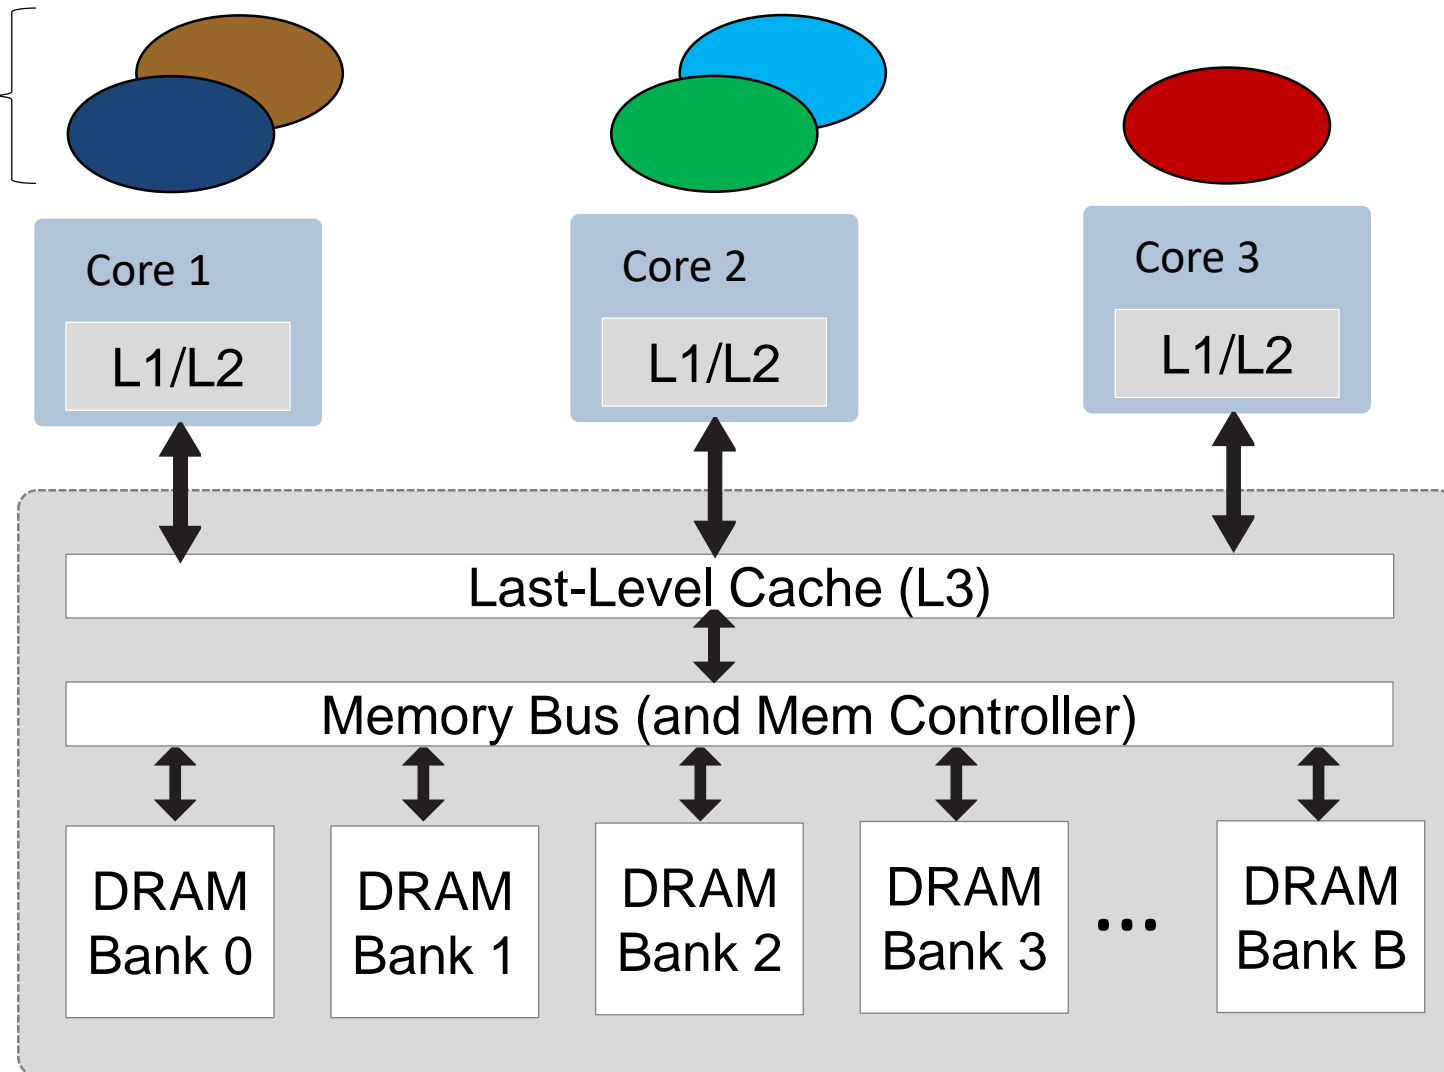 Core 1
Core 2
Core 3
L1/L2
L1/L2
L1/L2
Last-Level Cache (L3)
Memory Bus (and Mem Controller)
DRAM
Bank 0
DRAM
Bank 1
DRAM
Bank 2
DRAM
Bank 3
...
DRAM
Bank B